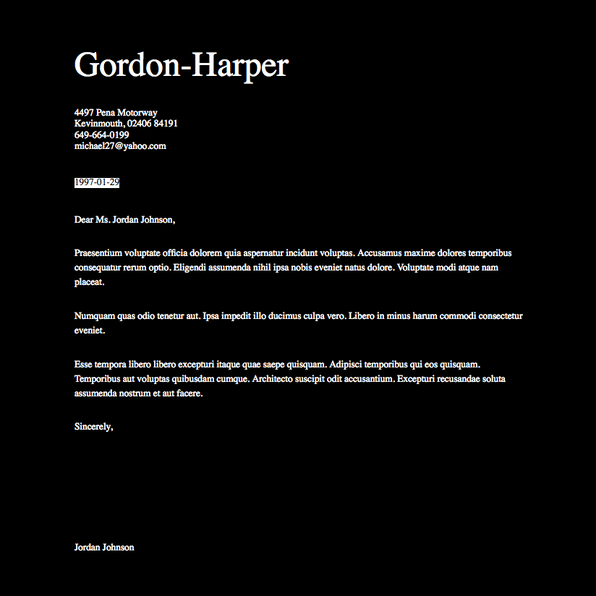 Gordon-Harper
4497 Pena Motorway
Kevinmouth, 02406 84191
649-664-0199
michael27@yahoo.com
1997-01-29
Dear Ms. Jordan Johnson,
Praesentium voluptate officia dolorem quia aspernatur incidunt voluptas. Accusamus maxime dolores temporibus
consequatur rerum optio. Eligendi assumenda nihil ipsa nobis eveniet natus dolore. Voluptate modi atque nam
placeat.
Numquam quas odio tenetur aut. Ipsa impedit illo ducimus culpa vero. Libero in minus harum commodi consectetur
eveniet.
Esse tempora libero libero excepturi itaque quae saepe quisquam. Adipisci temporibus qui eos quisquam.
Temporibus aut voluptas quibusdam cumque. Architecto suscipit odit accusantium. Excepturi recusandae soluta
assumenda nostrum et aut facere.
Sincerely,
Jordan Johnson